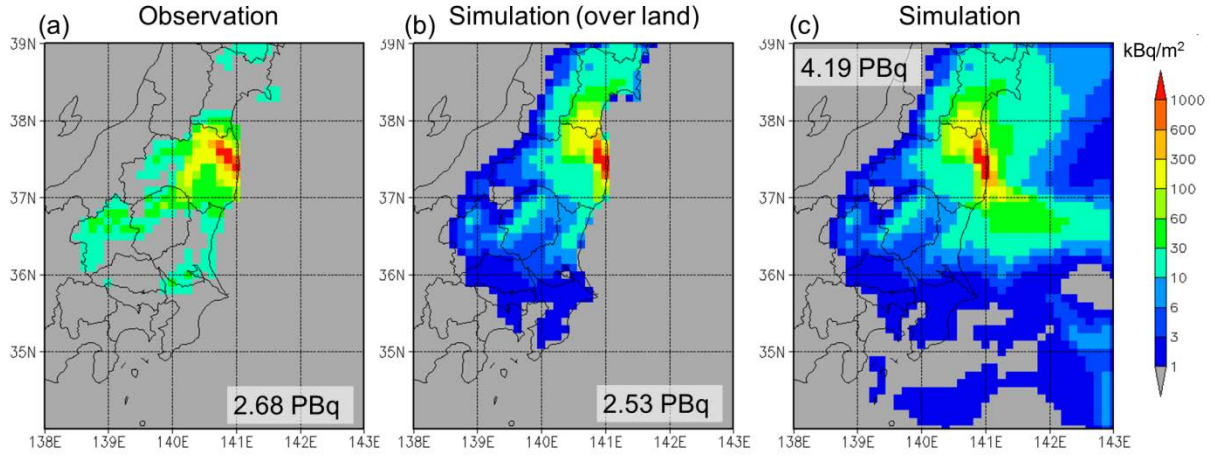 (a) Observation
(b) Simulation (over land)
(c) Simulation
kBq/m²
39N
38N
37N
36N
35N
138E 139E 140E 141E 142E 143E
2.68 PBq
39N
38N
37N
36N
35N
138E 139E 140E 141E 142E 143E
2.53 PBq
4.19 PBq
39N
38N
37N
36N
35N
138E 139E 140E 141E 142E 143E
1000
600
300
100
60
30
10
6
3
1